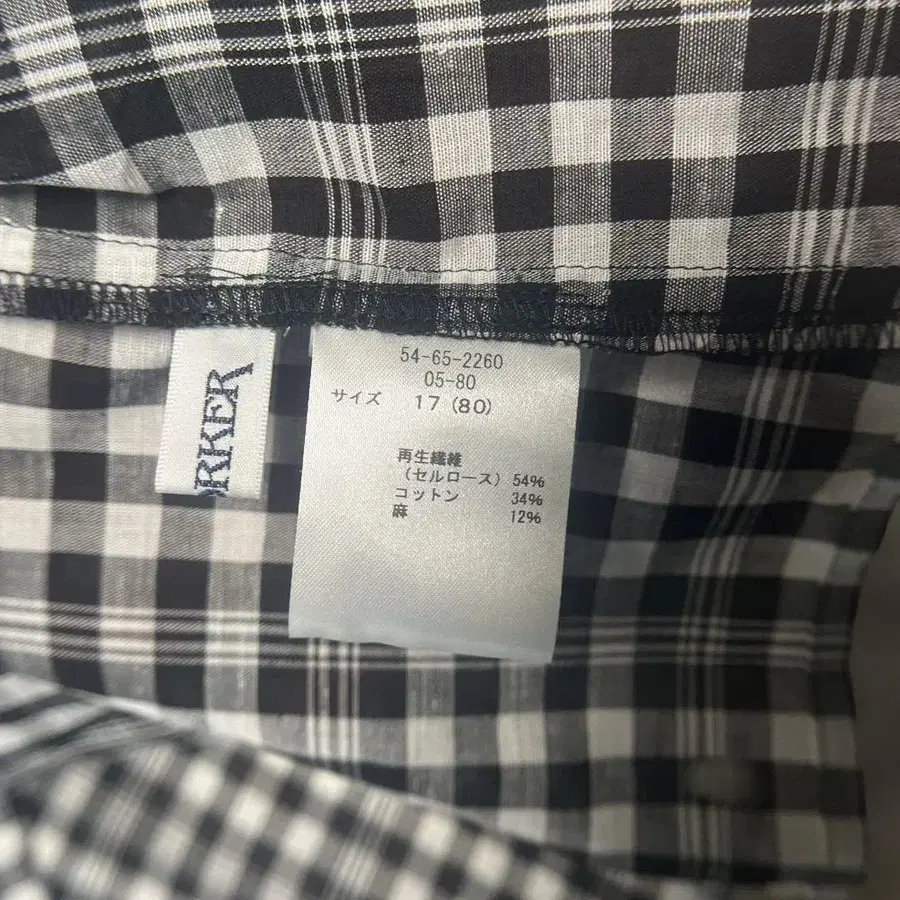 54-65-2260
05-80
サイズ 17 (80)
再生繊維
(セルロース) 54%
コットン 34%
麻 12%
ORKER